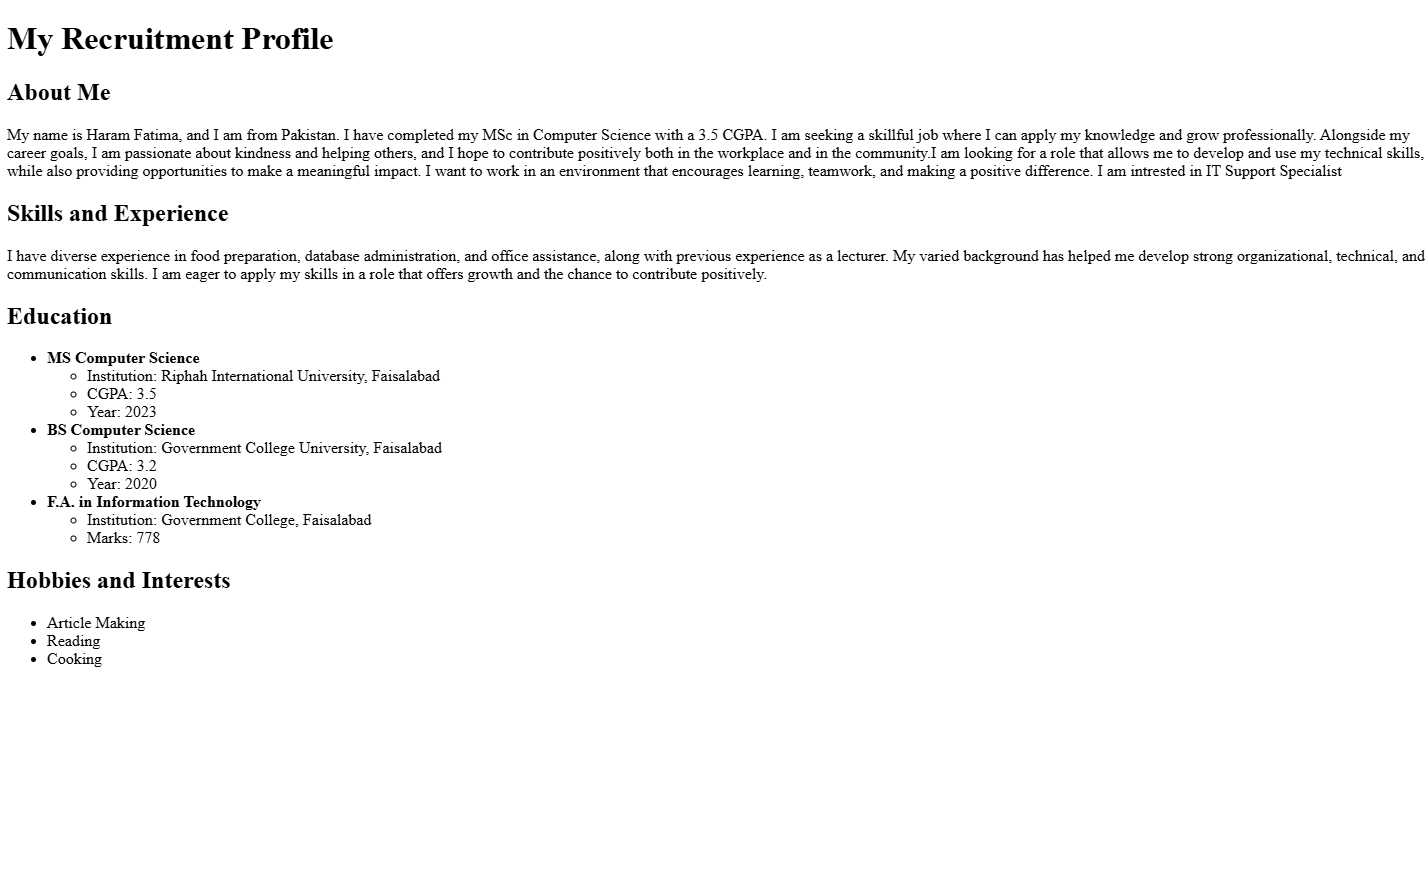 My Recruitment Profile
About Me
My name is Haram Fatima, and I am from Pakistan. I have completed my MSc in Computer Science with a 3.5 CGPA. I am seeking a skillful job where I can apply my knowledge and grow professionally. Alongside my
career goals, I am passionate about kindness and helping others, and I hope to contribute positively both in the workplace and in the community.I am looking for a role that allows me to develop and use my technical skills,
while also providing opportunities to make a meaningful impact. I want to work in an environment that encourages learning, teamwork, and making a positive difference. I am intrested in IT Support Specialist
Skills and Experience
I have diverse experience in food preparation, database administration, and office assistance, along with previous experience as a lecturer. My varied background has helped me develop strong organizational, technical, and
communication skills. I am eager to apply my skills in a role that offers growth and the chance to contribute positively.
Education
• MS Computer Science
◦ Institution: Riphah International University, Faisalabad
◦ CGPA: 3.5
◦ Year: 2023
• BS Computer Science
◦ Institution: Government College University, Faisalabad
◦ CGPA: 3.2
◦ Year: 2020
• F.A. in Information Technology
◦ Institution: Government College, Faisalabad
◦ Marks: 778
Hobbies and Interests
• Article Making
• Reading
• Cooking